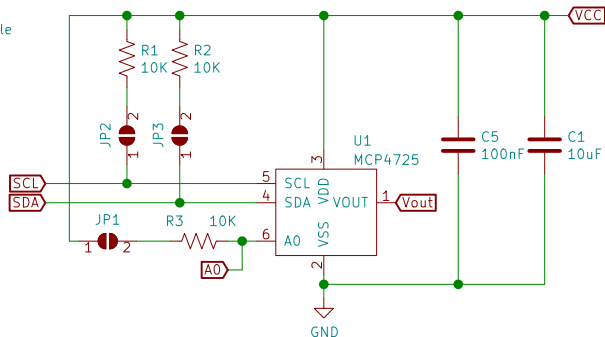 le
VCC
R1
10K
R2
10K
2
2
JP2
JP3
1
1
U1
MCP4725
C5
100nF
C1
10uF
3
SCL
5
SCL
VDD
SDA
4
SDA
VOUT
1
Vout
JP1
R3
10K
1
2
6
A0
VSS
A0
2
GND